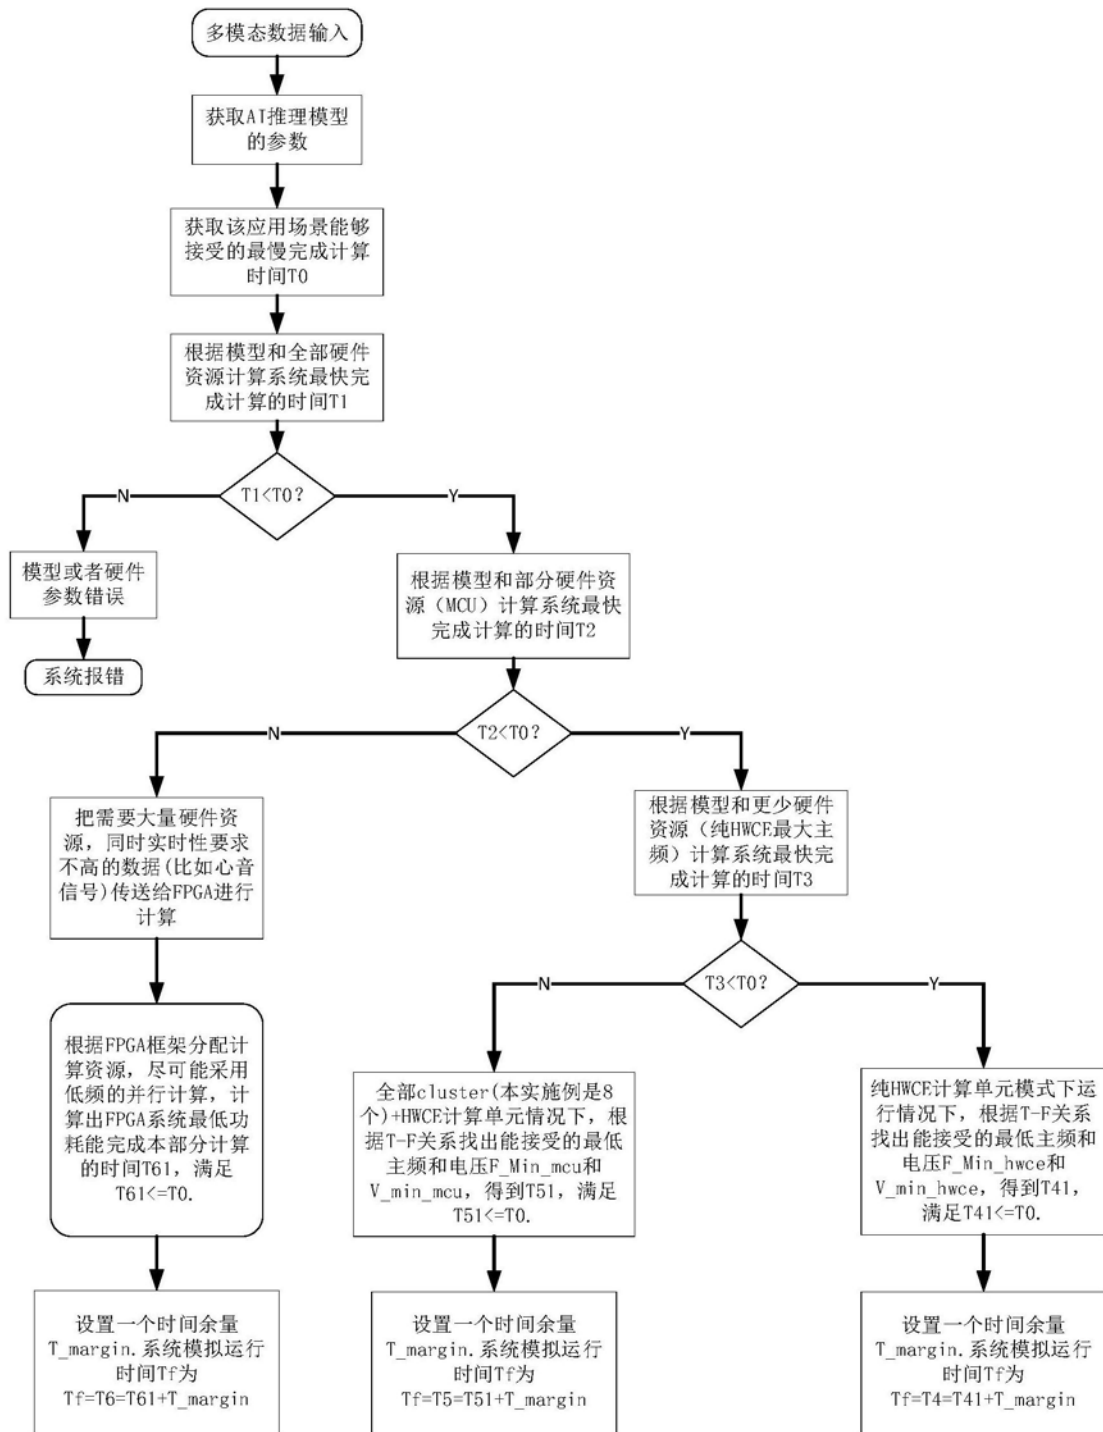 多模态数据输入
获取AI推理模型
的参数
获取该应用场景能够
接受的最慢完成计算
时间T0
根据模型和全部硬件
资源计算系统最快完
成计算的时间T1
T1<T0?
N
Y
模型或者硬件
参数错误
系统报错
根据模型和部分硬件资
源（MCU）计算系统最快
完成计算的时间T2
T2<T0?
N
Y
把需要大量硬件资
源，同时实时性要求
不高的数据(比如心音
信号)传送给FPGA进行
计算
根据模型和更少硬件
资源（纯HWCE最大主
频）计算系统最快完
成计算的时间T3
T3<T0?
N
Y
根据FPGA框架分配计
算资源，尽可能采用
低频的并行计算，计
算出FPGA系统最低功
耗能完成本部分计算
的时间T61，满足
T61<=T0.
全部cluster(本实施例是8
个)+HWCE计算单元情况下，根
据T-F关系找出能接受的最低
主频和电压F_Min_mcu和
V_min_mcu，得到T51，满足
T51<=T0.
纯HWCE计算单元模式下运
行情况下，根据T-F关系
找出能接受的最低主频和
电压F_Min_hwce和
V_min_hwce，得到T41，
满足T41<=T0.
设置一个时间余量
T_margin.系统模拟运行
时间Tf为
Tf=T6=T61+T_margin
设置一个时间余量
T_margin.系统模拟运行
时间Tf为
Tf=T5=T51+T_margin
设置一个时间余量
T_margin.系统模拟运行
时间Tf为
Tf=T4=T41+T_margin